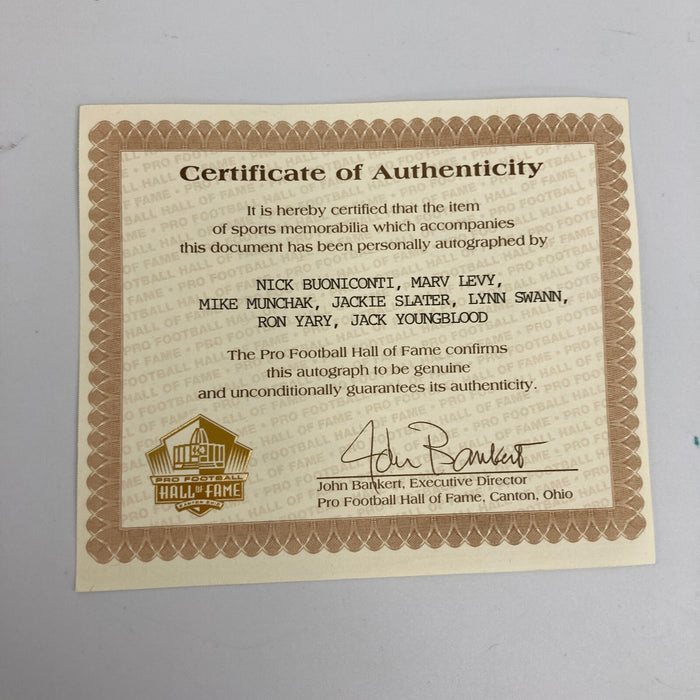 Certificate of Authenticity
It is hereby certified that the item
of sports memorabilia which accompanies
this document has been personally autographed by
NICK BUONICONTI, MARV LEVY,
MIKE MUNCHAK, JACKIE SLATER, LYNN SWANN,
RON YARY, JACK YOUNGBLOOD
The Pro Football Hall of Fame confirms
this autograph to be genuine
and unconditionally guarantees its authenticity.
PRO FOOTBALL
HALL OF FAME
CANTON OHIO
John Bankert
John Bankert, Executive Director
Pro Football Hall of Fame, Canton, Ohio